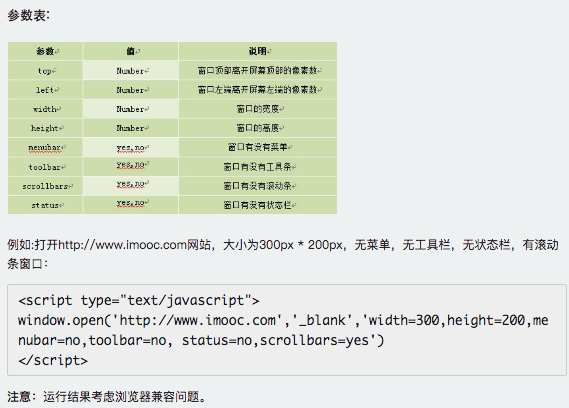 参数表:
参数 值 说明
top Number 窗口顶部离开屏幕顶部的像素数
left Number 窗口左端离开屏幕左端的像素数
width Number 窗口的宽度
height Number 窗口的高度
menubar yes,no 窗口有没有菜单
toolbar yes,no 窗口有没有工具条
scrollbars yes,no 窗口有没有滚动条
status yes,no 窗口有没有状态栏
例如:打开http://www.imooc.com网站，大小为300px * 200px，无菜单，无工具栏，无状态栏，有滚动
条窗口：
<script type="text/javascript">
window.open('http://www.imooc.com','_blank','width=300,height=200,me
nubar=no,toolbar=no, status=no,scrollbars=yes')
</script>
注意：运行结果考虑浏览器兼容问题。